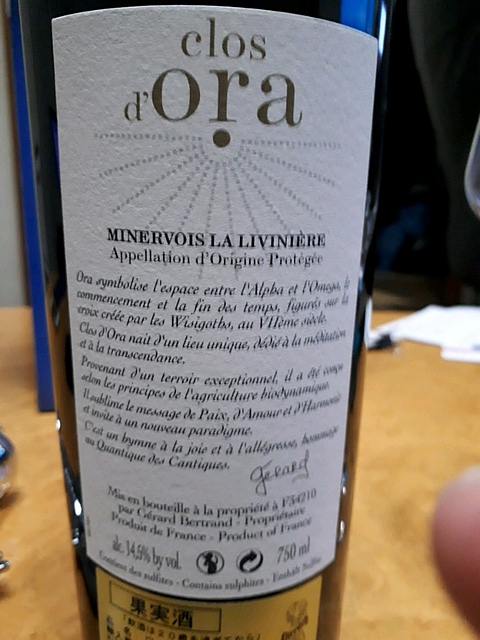 clos
d'ora
MINERVOIS LA LIVINIÈRE
Appellation d'Origine Protégée
Ora symbolise l'espace entre l'Alpha et l'Omega, le
commencement et la fin des temps, figurés sur la
croix créée par les Wisigoths, au VIIème siècle.
Clos d'Ora nait d'un lieu unique, dédié à la méditation
et à la transcendance.
Provenant d'un terroir exceptionnel, il a été conçu
selon les principes de l'agriculture biodynamique.
Il sublime le message de Paix, d'Amour et d'Harmonie
et invite à un nouveau paradigme.
C'est un hymne à la joie et à l'allégresse, hommage
au Quantique des Cantiques.
Gérard
Mis en bouteille à la propriété à F34210
par Gérard Bertrand - Propriétaire
Produit de France - Product of France
alc. 14,5% by vol. 750 ml
Contient des sulfites - Contains sulphites - Enthält Sulfite
果実酒